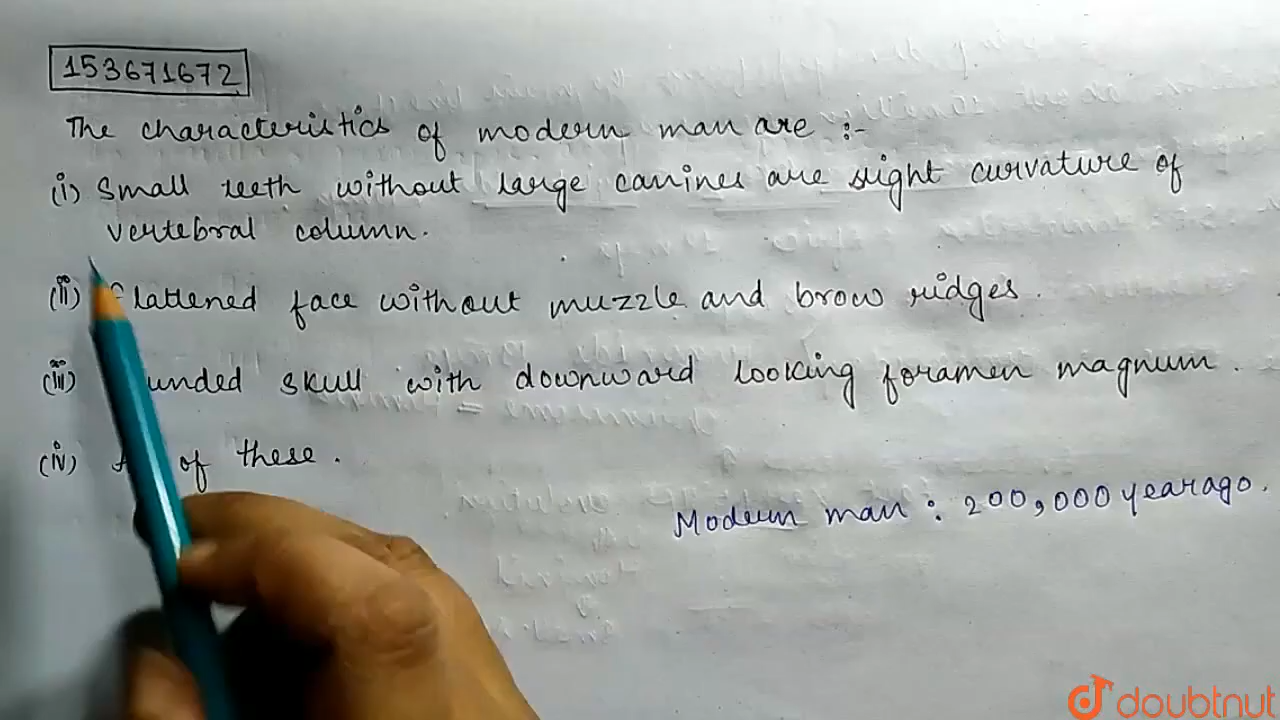 153671672
The characteristics of modern man are :-
(i) Small teeth without large canines are slight curvature of
vertebral column.
(ii) flattened face without muzzle and brow ridges.
(iii) unded skull with downward looking foramen magnum.
(iv) of these.
Modern man : 200,000 year ago.
doubtnut